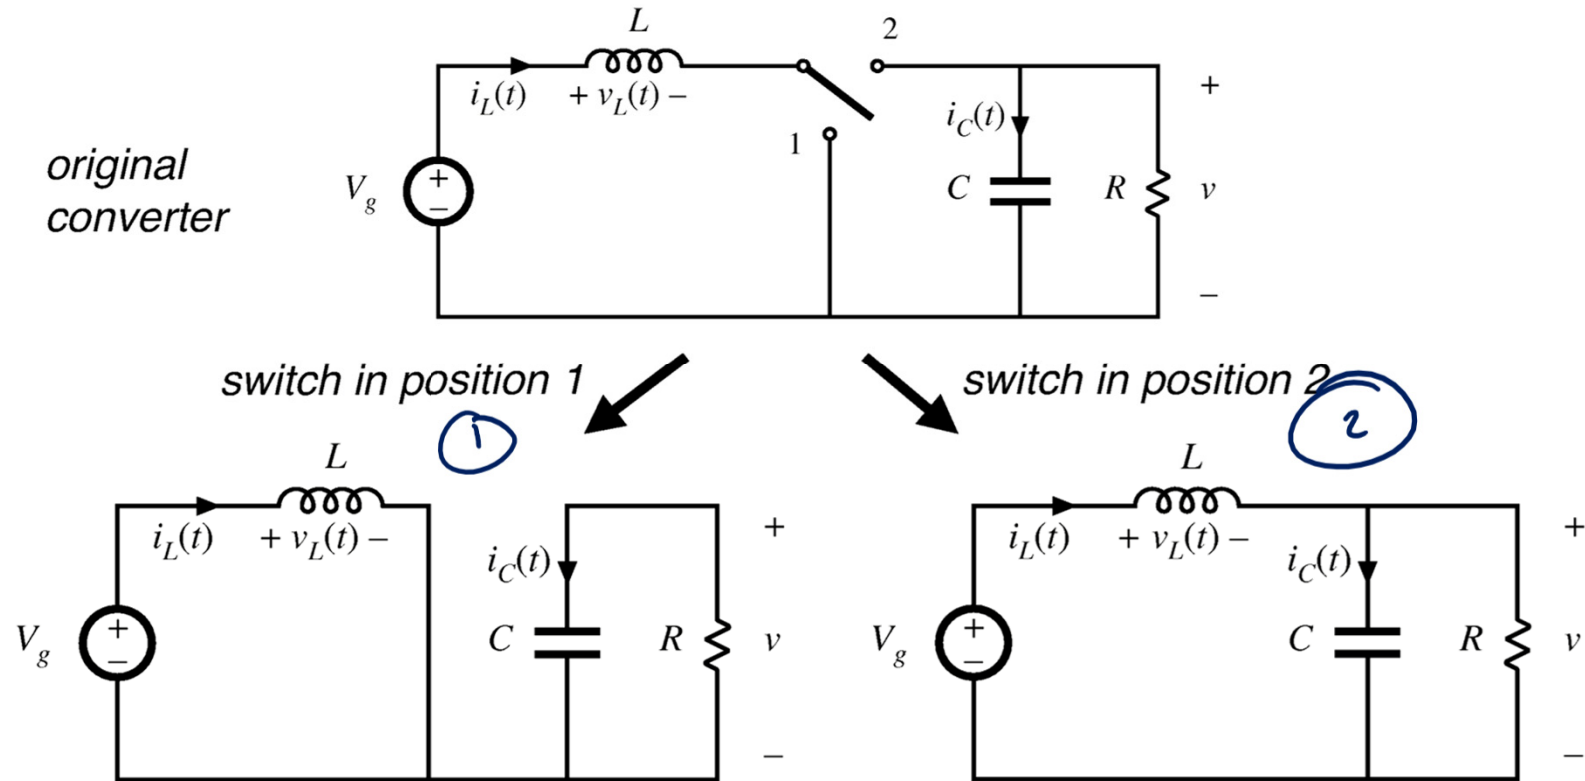 L
2
i_L(t)
+ v_L(t) –
i_C(t)
+
1
original
converter
V_g
+
–
C
R
v
–
switch in position 1
switch in position 2
1
2
L
L
i_L(t)
+ v_L(t) –
i_C(t)
+
i_L(t)
+ v_L(t) –
i_C(t)
+
V_g
+
–
C
R
v
V_g
+
–
C
R
v
–
–